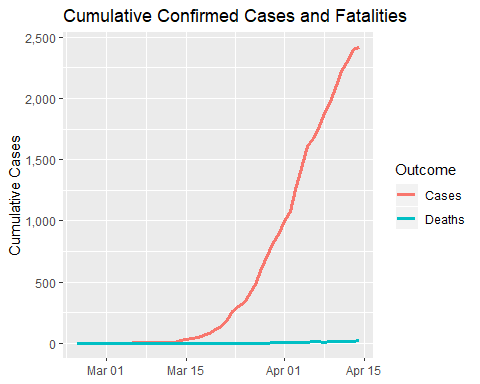 Cumulative Confirmed Cases and Fatalities
Cumulative Cases
2,500
2,000
1,500
1,000
500
0
Mar 01
Mar 15
Apr 01
Apr 15
Outcome
Cases
Deaths